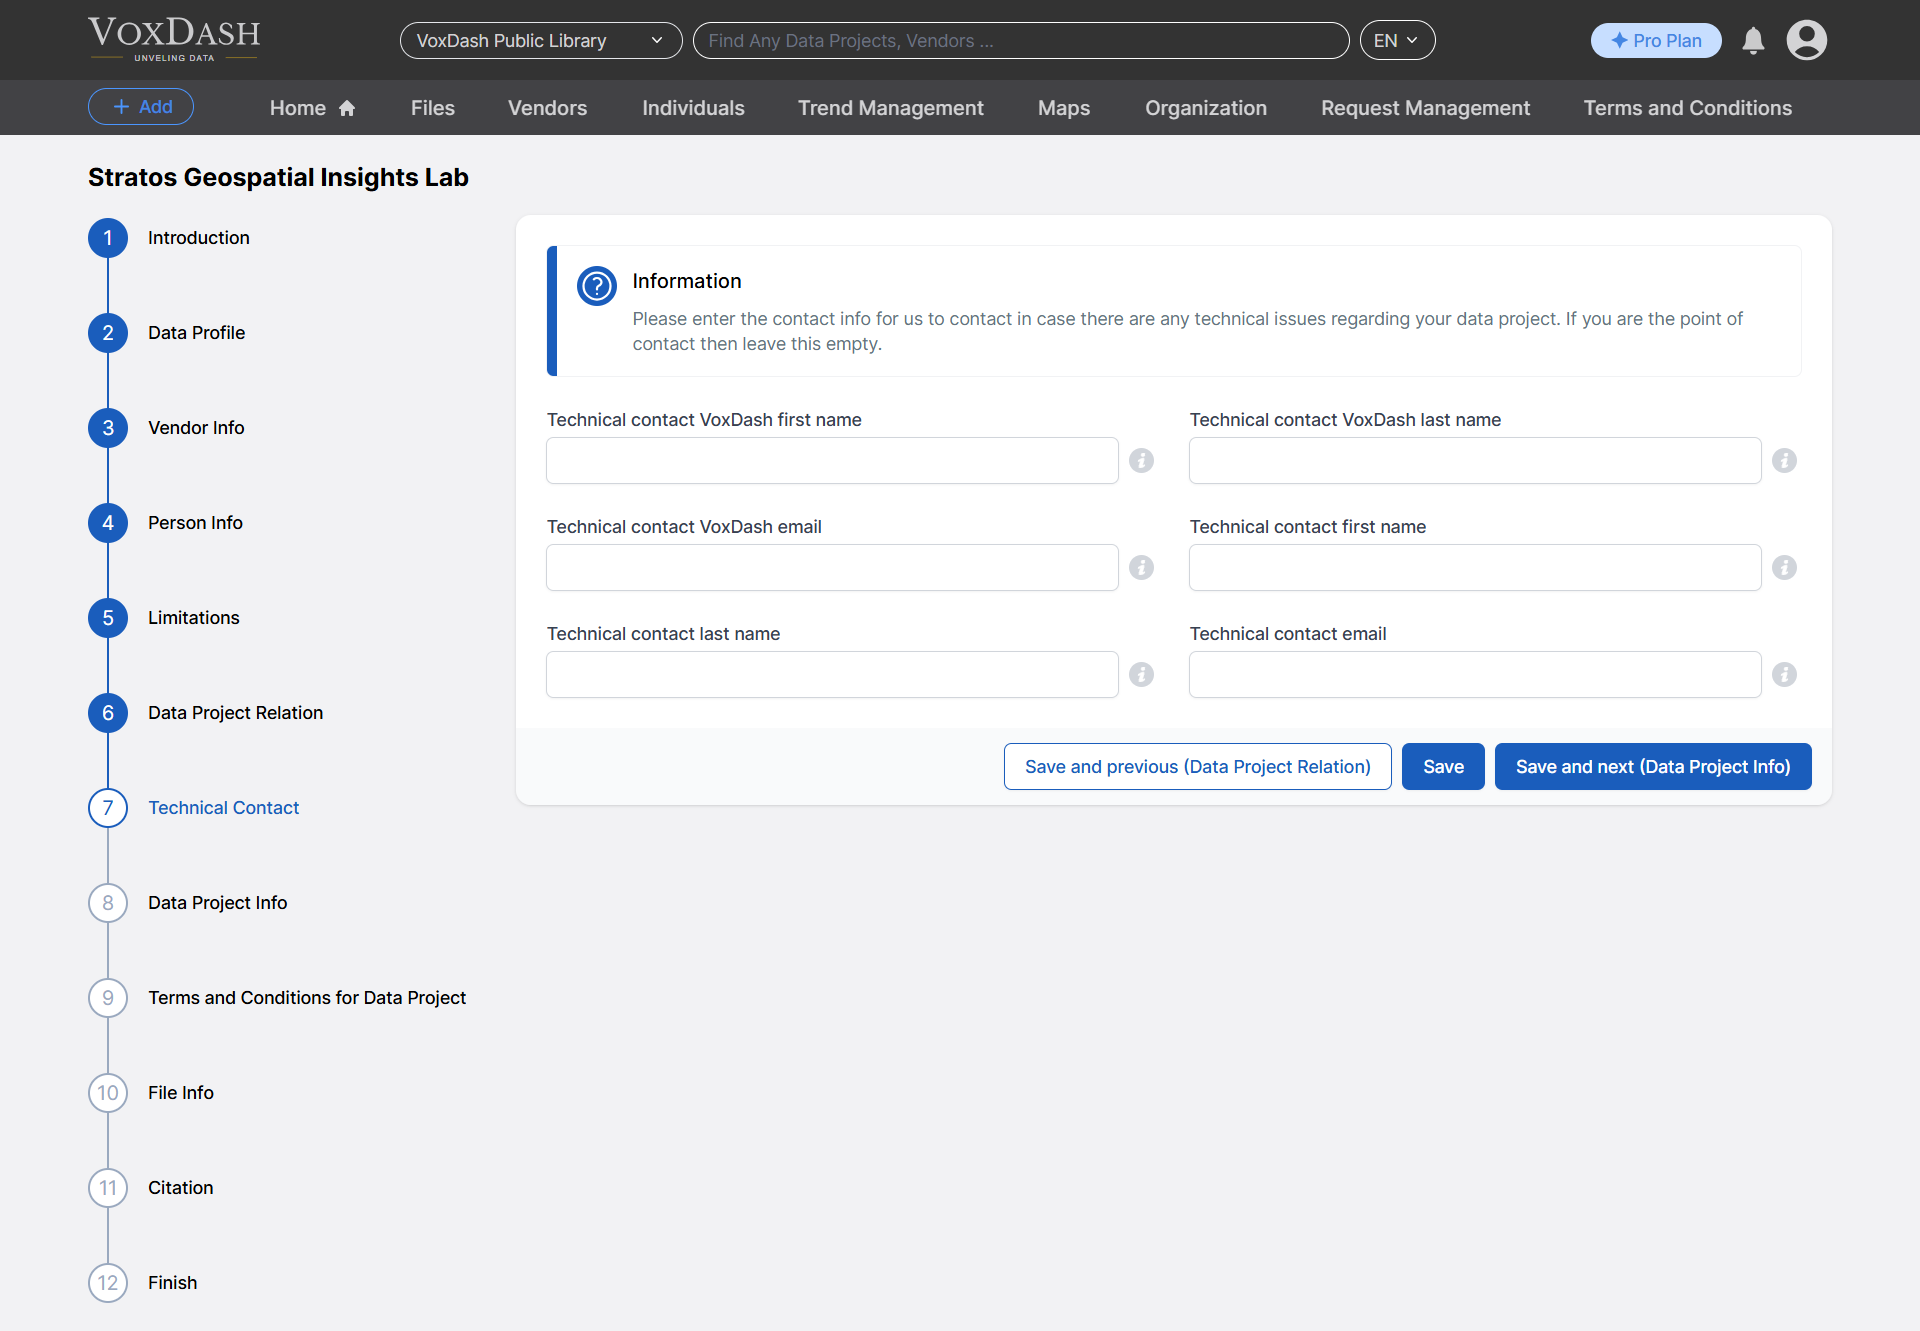 VOXDASH
UNVELING DATA
VoxDash Public Library
Find Any Data Projects, Vendors ...
EN
Pro Plan
Add
Home
Files
Vendors
Individuals
Trend Management
Maps
Organization
Request Management
Terms and Conditions
Stratos Geospatial Insights Lab
1 Introduction
2 Data Profile
3 Vendor Info
4 Person Info
5 Limitations
6 Data Project Relation
7 Technical Contact
8 Data Project Info
9 Terms and Conditions for Data Project
10 File Info
11 Citation
12 Finish
Information
Please enter the contact info for us to contact in case there are any technical issues regarding your data project. If you are the point of
contact then leave this empty.
Technical contact VoxDash first name
Technical contact VoxDash last name
Technical contact VoxDash email
Technical contact first name
Technical contact last name
Technical contact email
Save and previous (Data Project Relation)
Save
Save and next (Data Project Info)